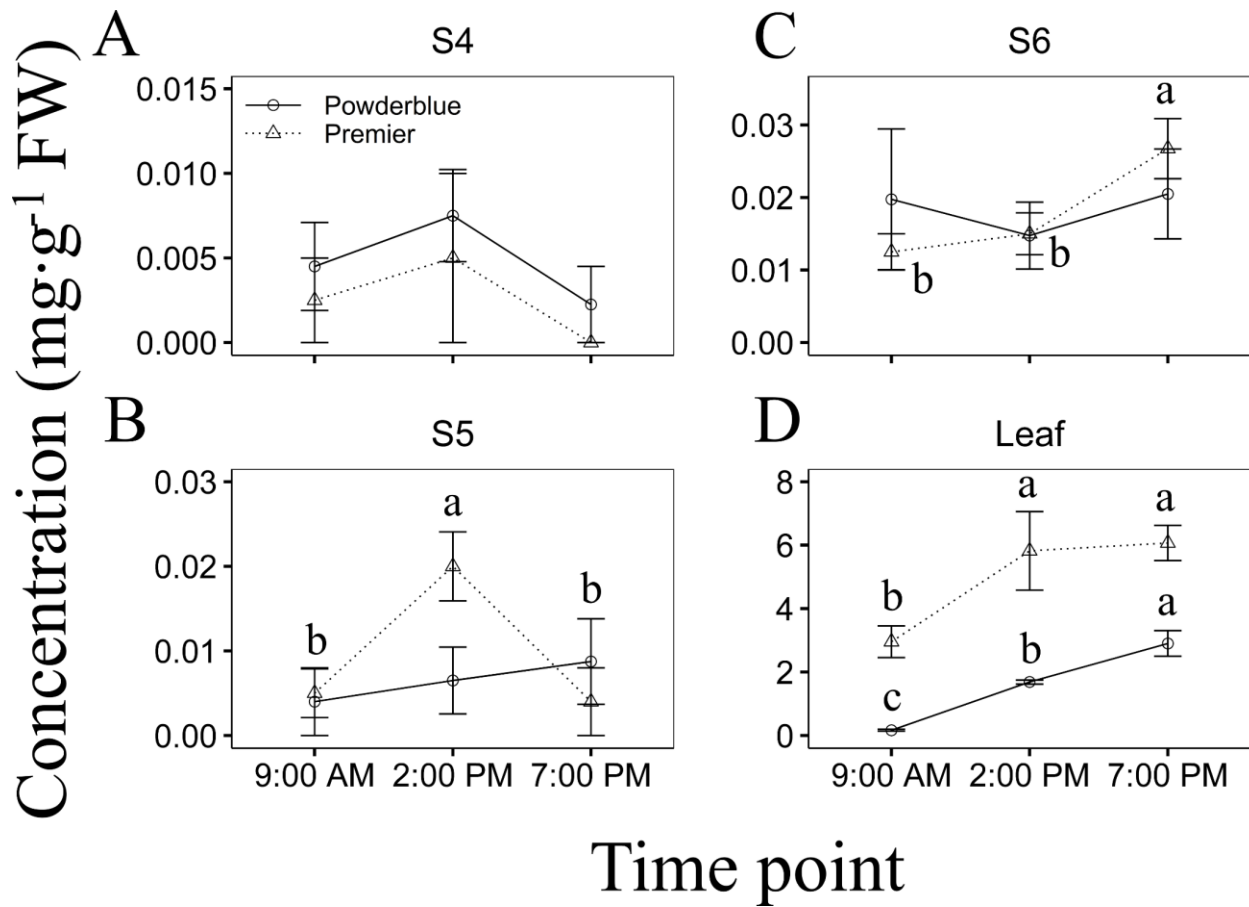 Concentration (mg·g-1 FW)
A
S4
0.015
0.010
0.005
0.000
Powderblue
Premier
B
S5
0.03
0.02
0.01
0.00
b
a
b
9:00 AM 2:00 PM 7:00 PM
C
S6
0.03
0.02
0.01
0.00
b
b
a
D
Leaf
8
6
4
2
0
b
a
a
c
b
a
9:00 AM 2:00 PM 7:00 PM
Time point